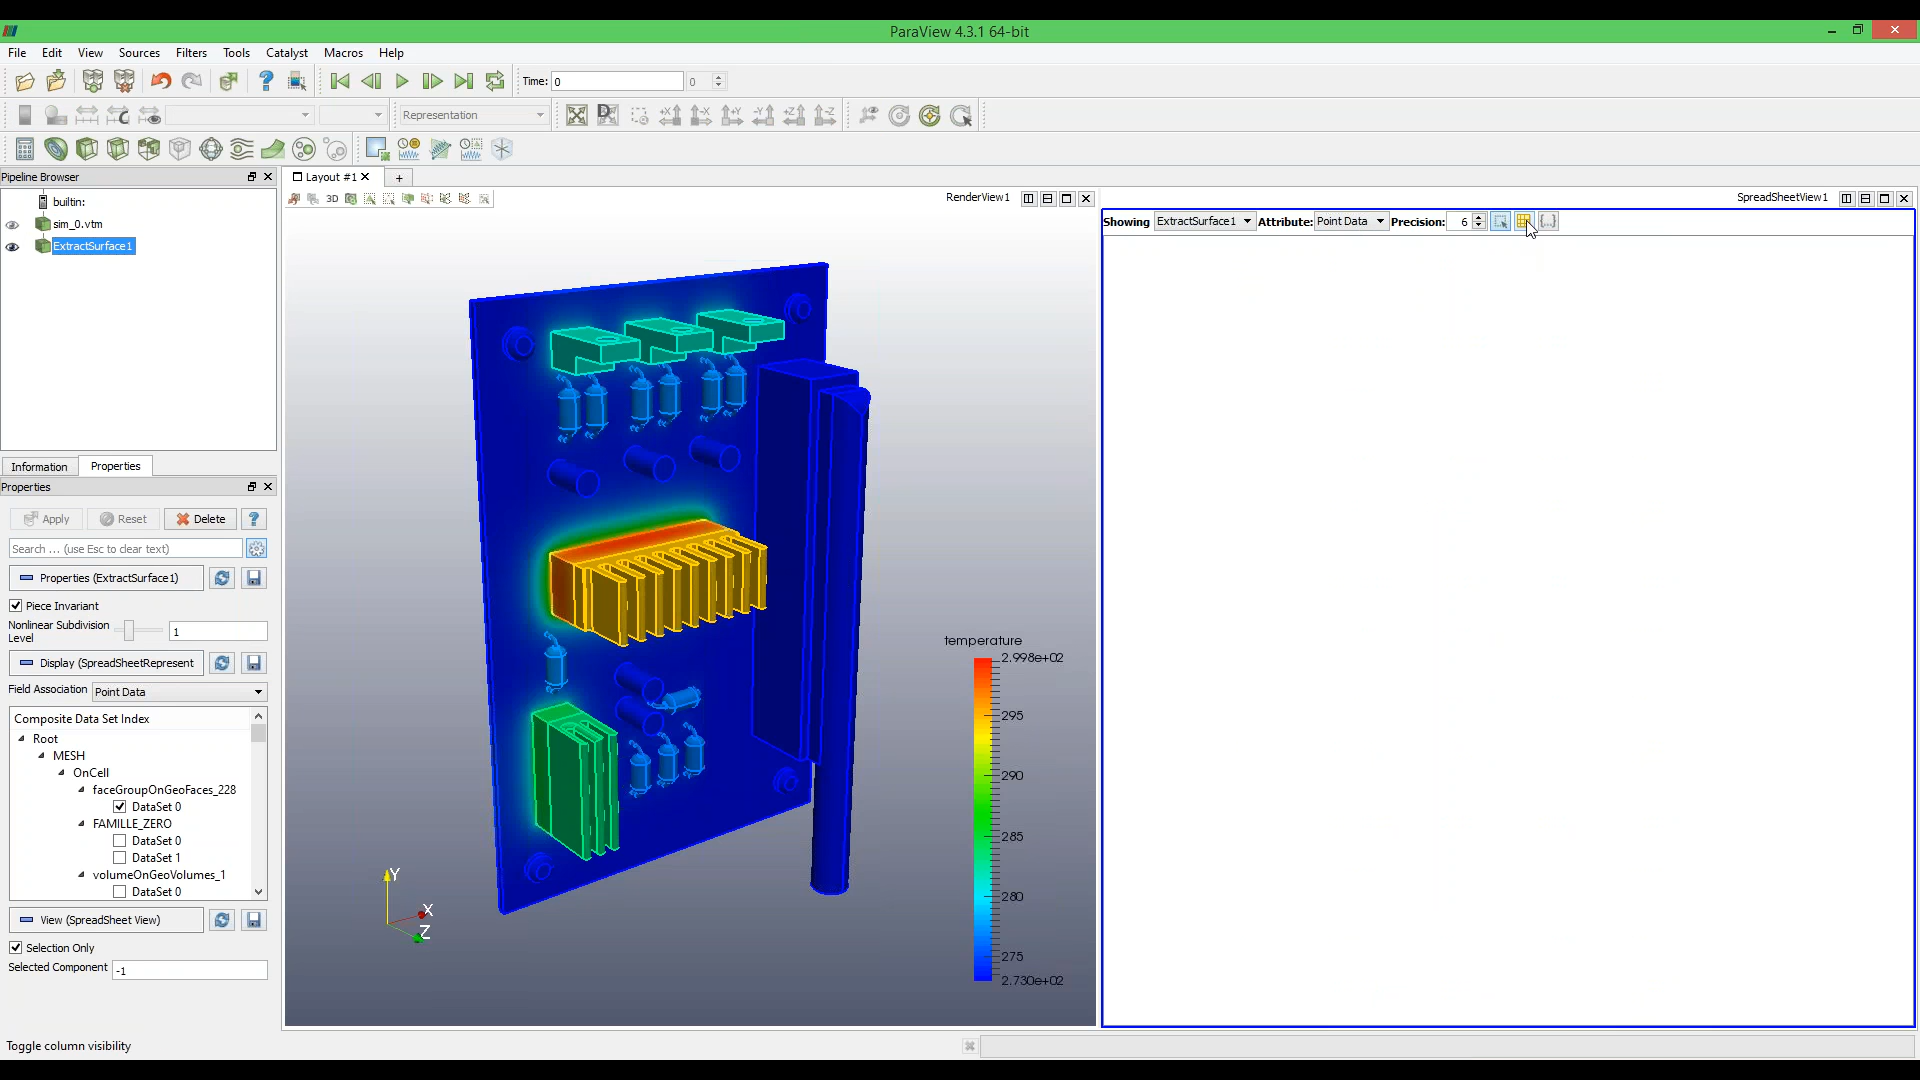 ParaView 4.3.1 64-bit
File Edit View Sources Filters Tools Catalyst Macros Help
Time: 0 0
Representation
+X -X +Y -Y +Z -Z
Pipeline Browser
builtin:
sim_0.vtm
ExtractSurface1
Layout #1
+
3D
RenderView1
SpreadSheetView1
Showing ExtractSurface1 Attribute: Point Data Precision: 6 {...}
Information Properties
Properties
Apply Reset Delete ?
Search ... (use Esc to clear text)
Properties (ExtractSurface1)
Piece Invariant
Nonlinear Subdivision
Level
1
Display (SpreadSheetRepresent
Field Association Point Data
Composite Data Set Index
Root
MESH
OnCell
faceGroupOnGeoFaces_228
DataSet 0
FAMILLE_ZERO
DataSet 0
DataSet 1
volumeOnGeoVolumes_1
DataSet 0
View (SpreadSheet View)
Selection Only
Selected Component -1
temperature
2.998e+02
295
290
285
280
275
2.730e+02
Y
X
Z
Toggle column visibility